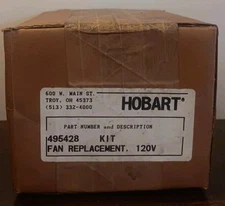 600 W. MAIN ST.
TROY, OH 45373
(513) 332-4000
HOBART®
PART NUMBER and DESCRIPTION
495428 KIT
FAN REPLACEMENT, 120V